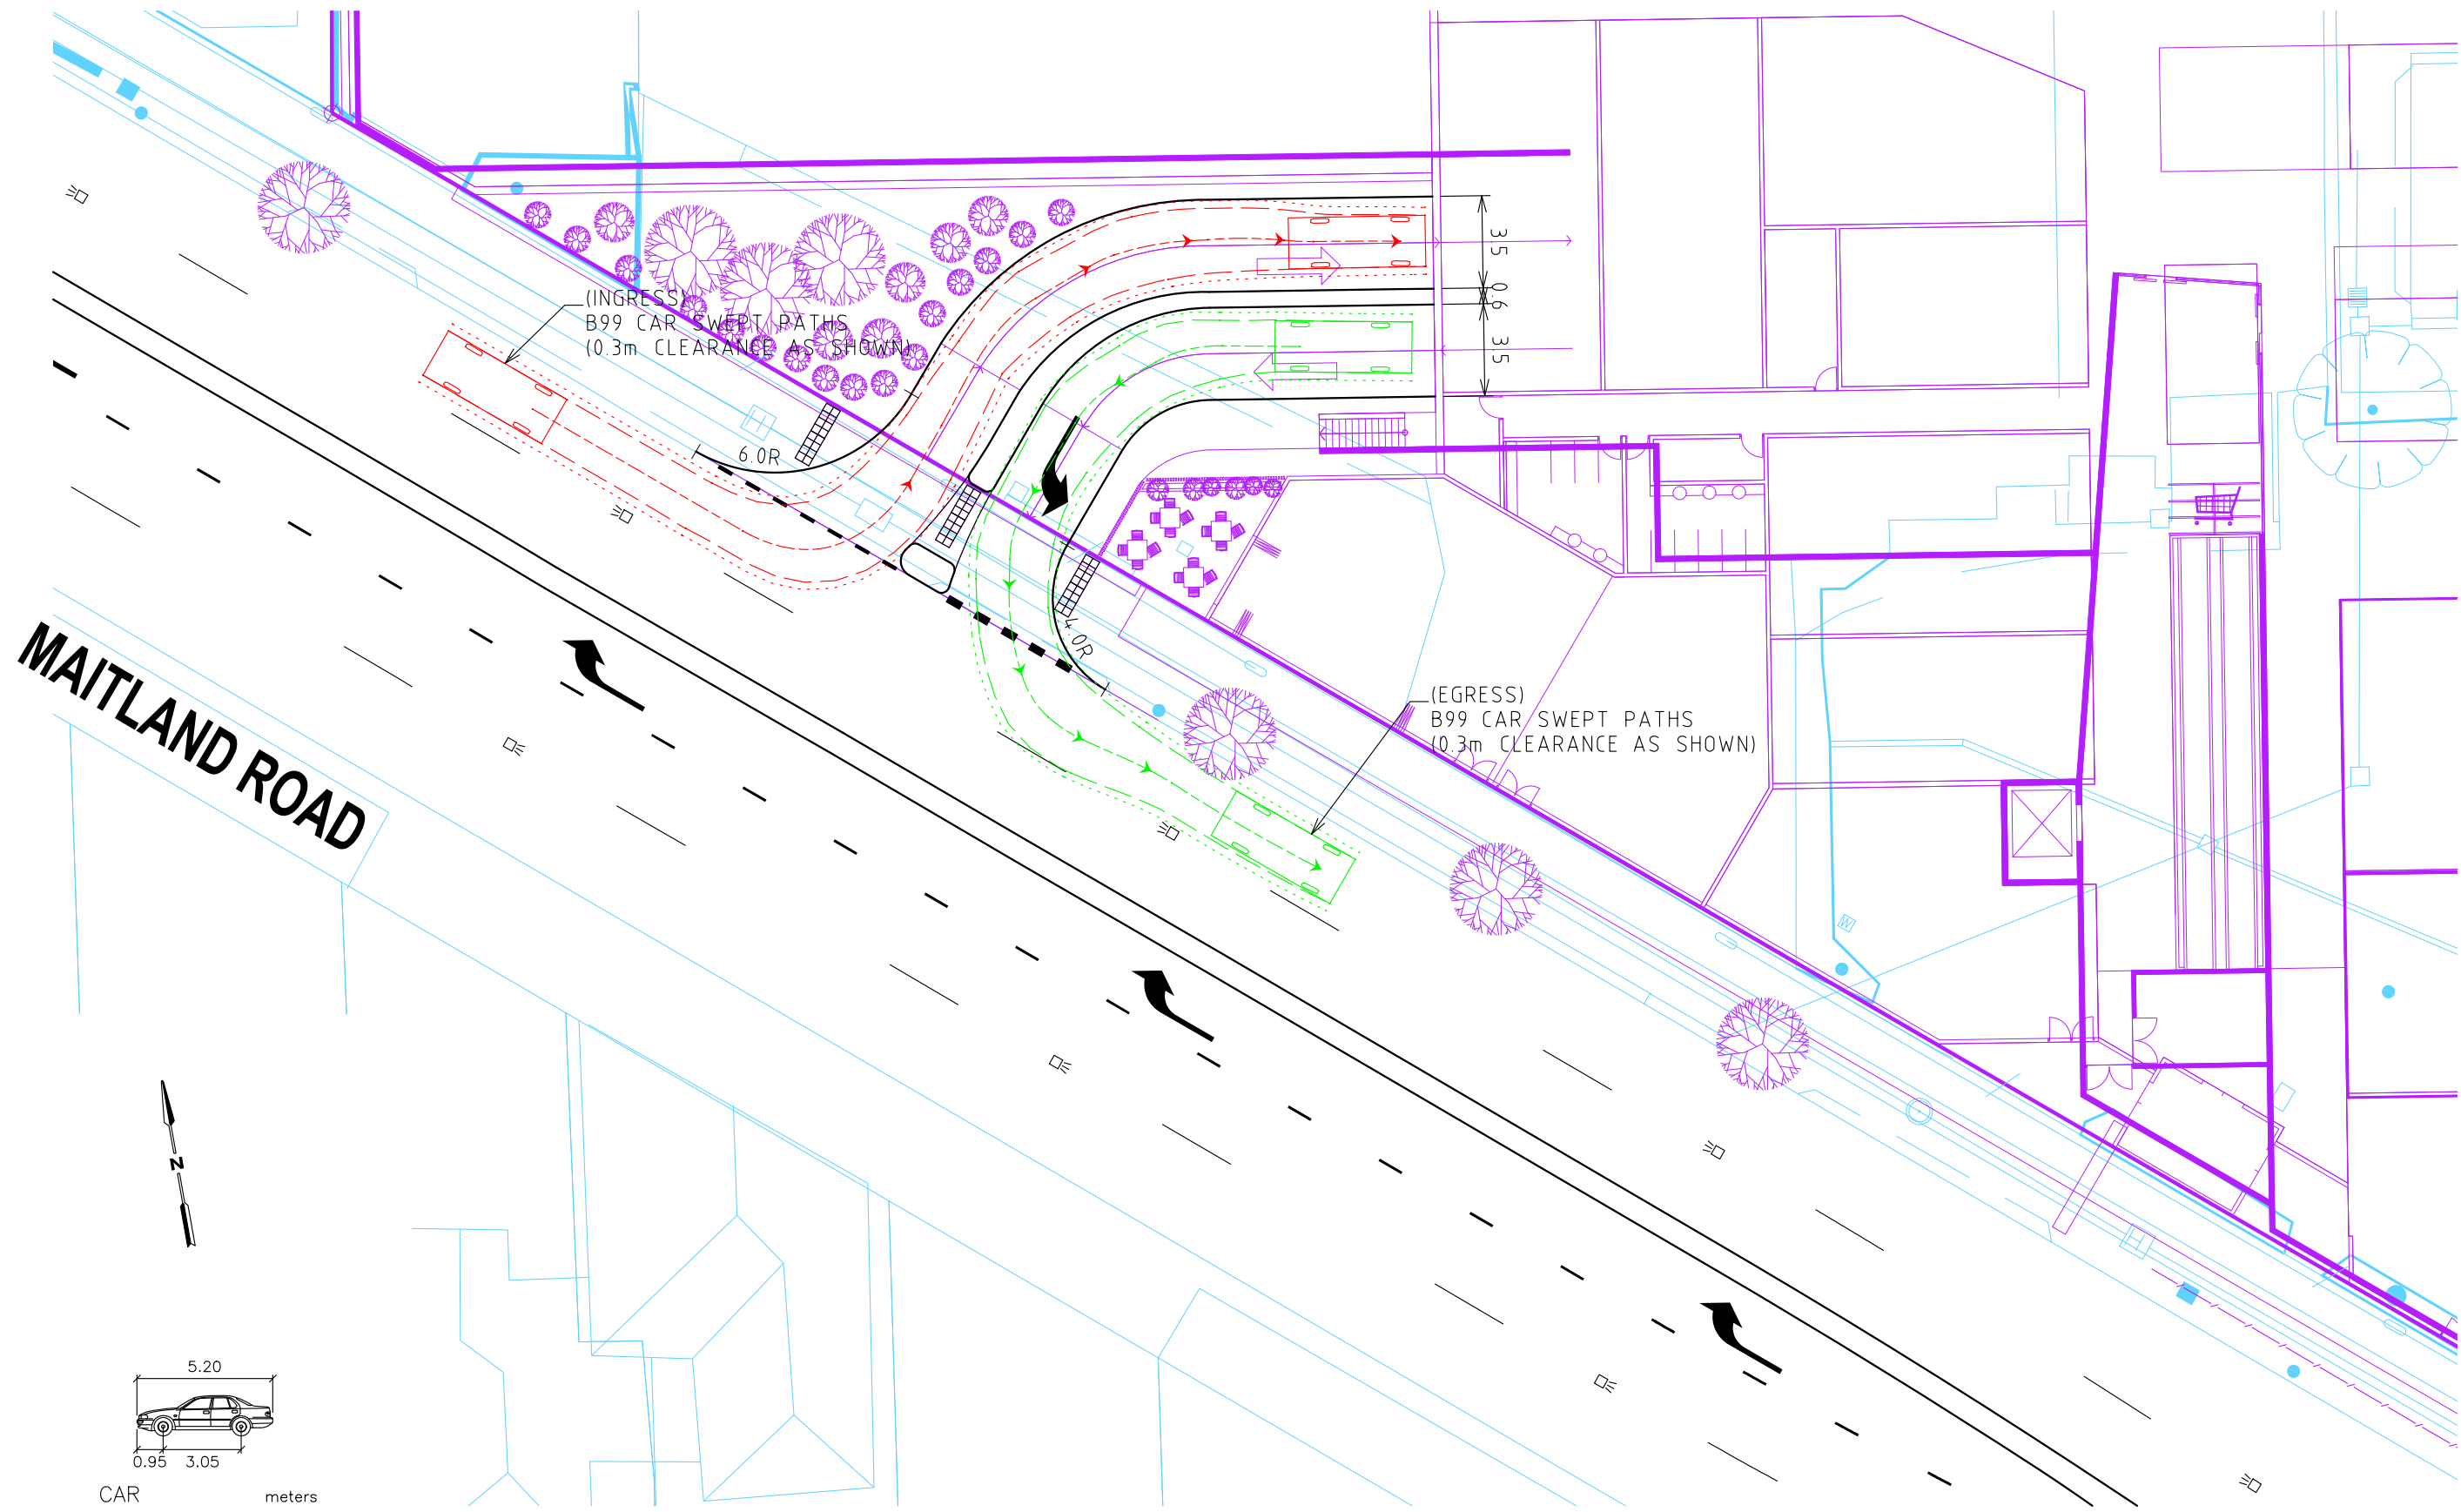 (INGRESS)
B99 CAR SWEPT PATHS
(0.3m CLEARANCE AS SHOWN)
3.5
0.6
3.5
6.0R
4.0R
MAITLAND ROAD
(EGRESS)
B99 CAR SWEPT PATHS
(0.3m CLEARANCE AS SHOWN)
W
N
5.20
0.95 3.05
CAR meters